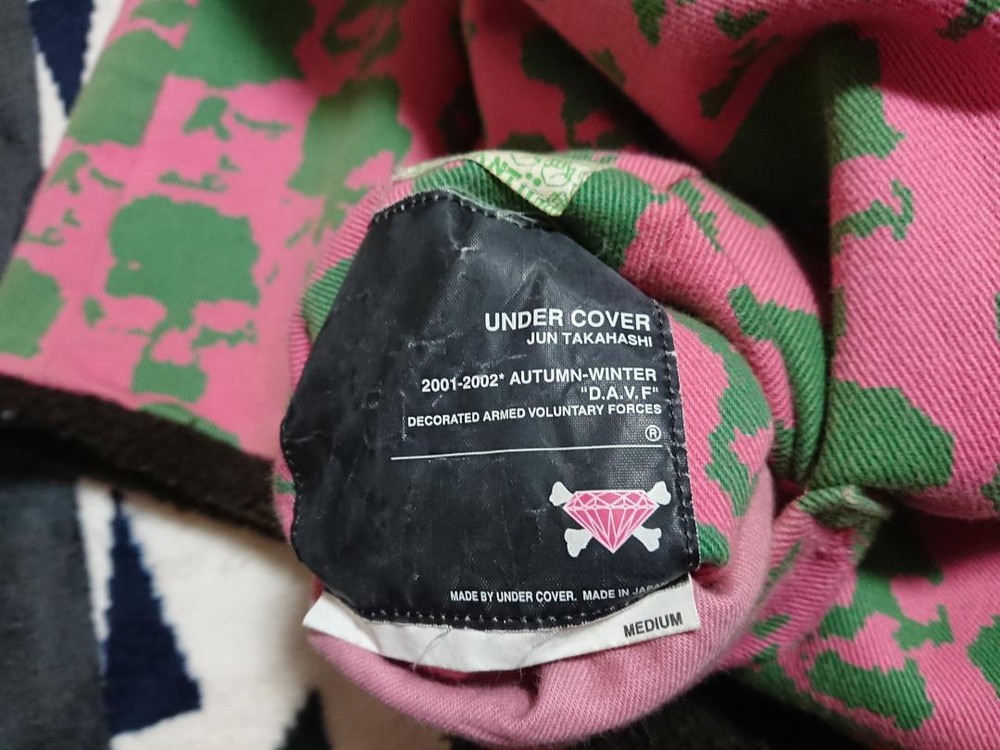 UNDER COVER
JUN TAKAHASHI
2001-2002* AUTUMN-WINTER
"D.A.V.F"
DECORATED ARMED VOLUNTARY FORCES
®
MADE BY UNDER COVER. MADE IN
MEDIUM